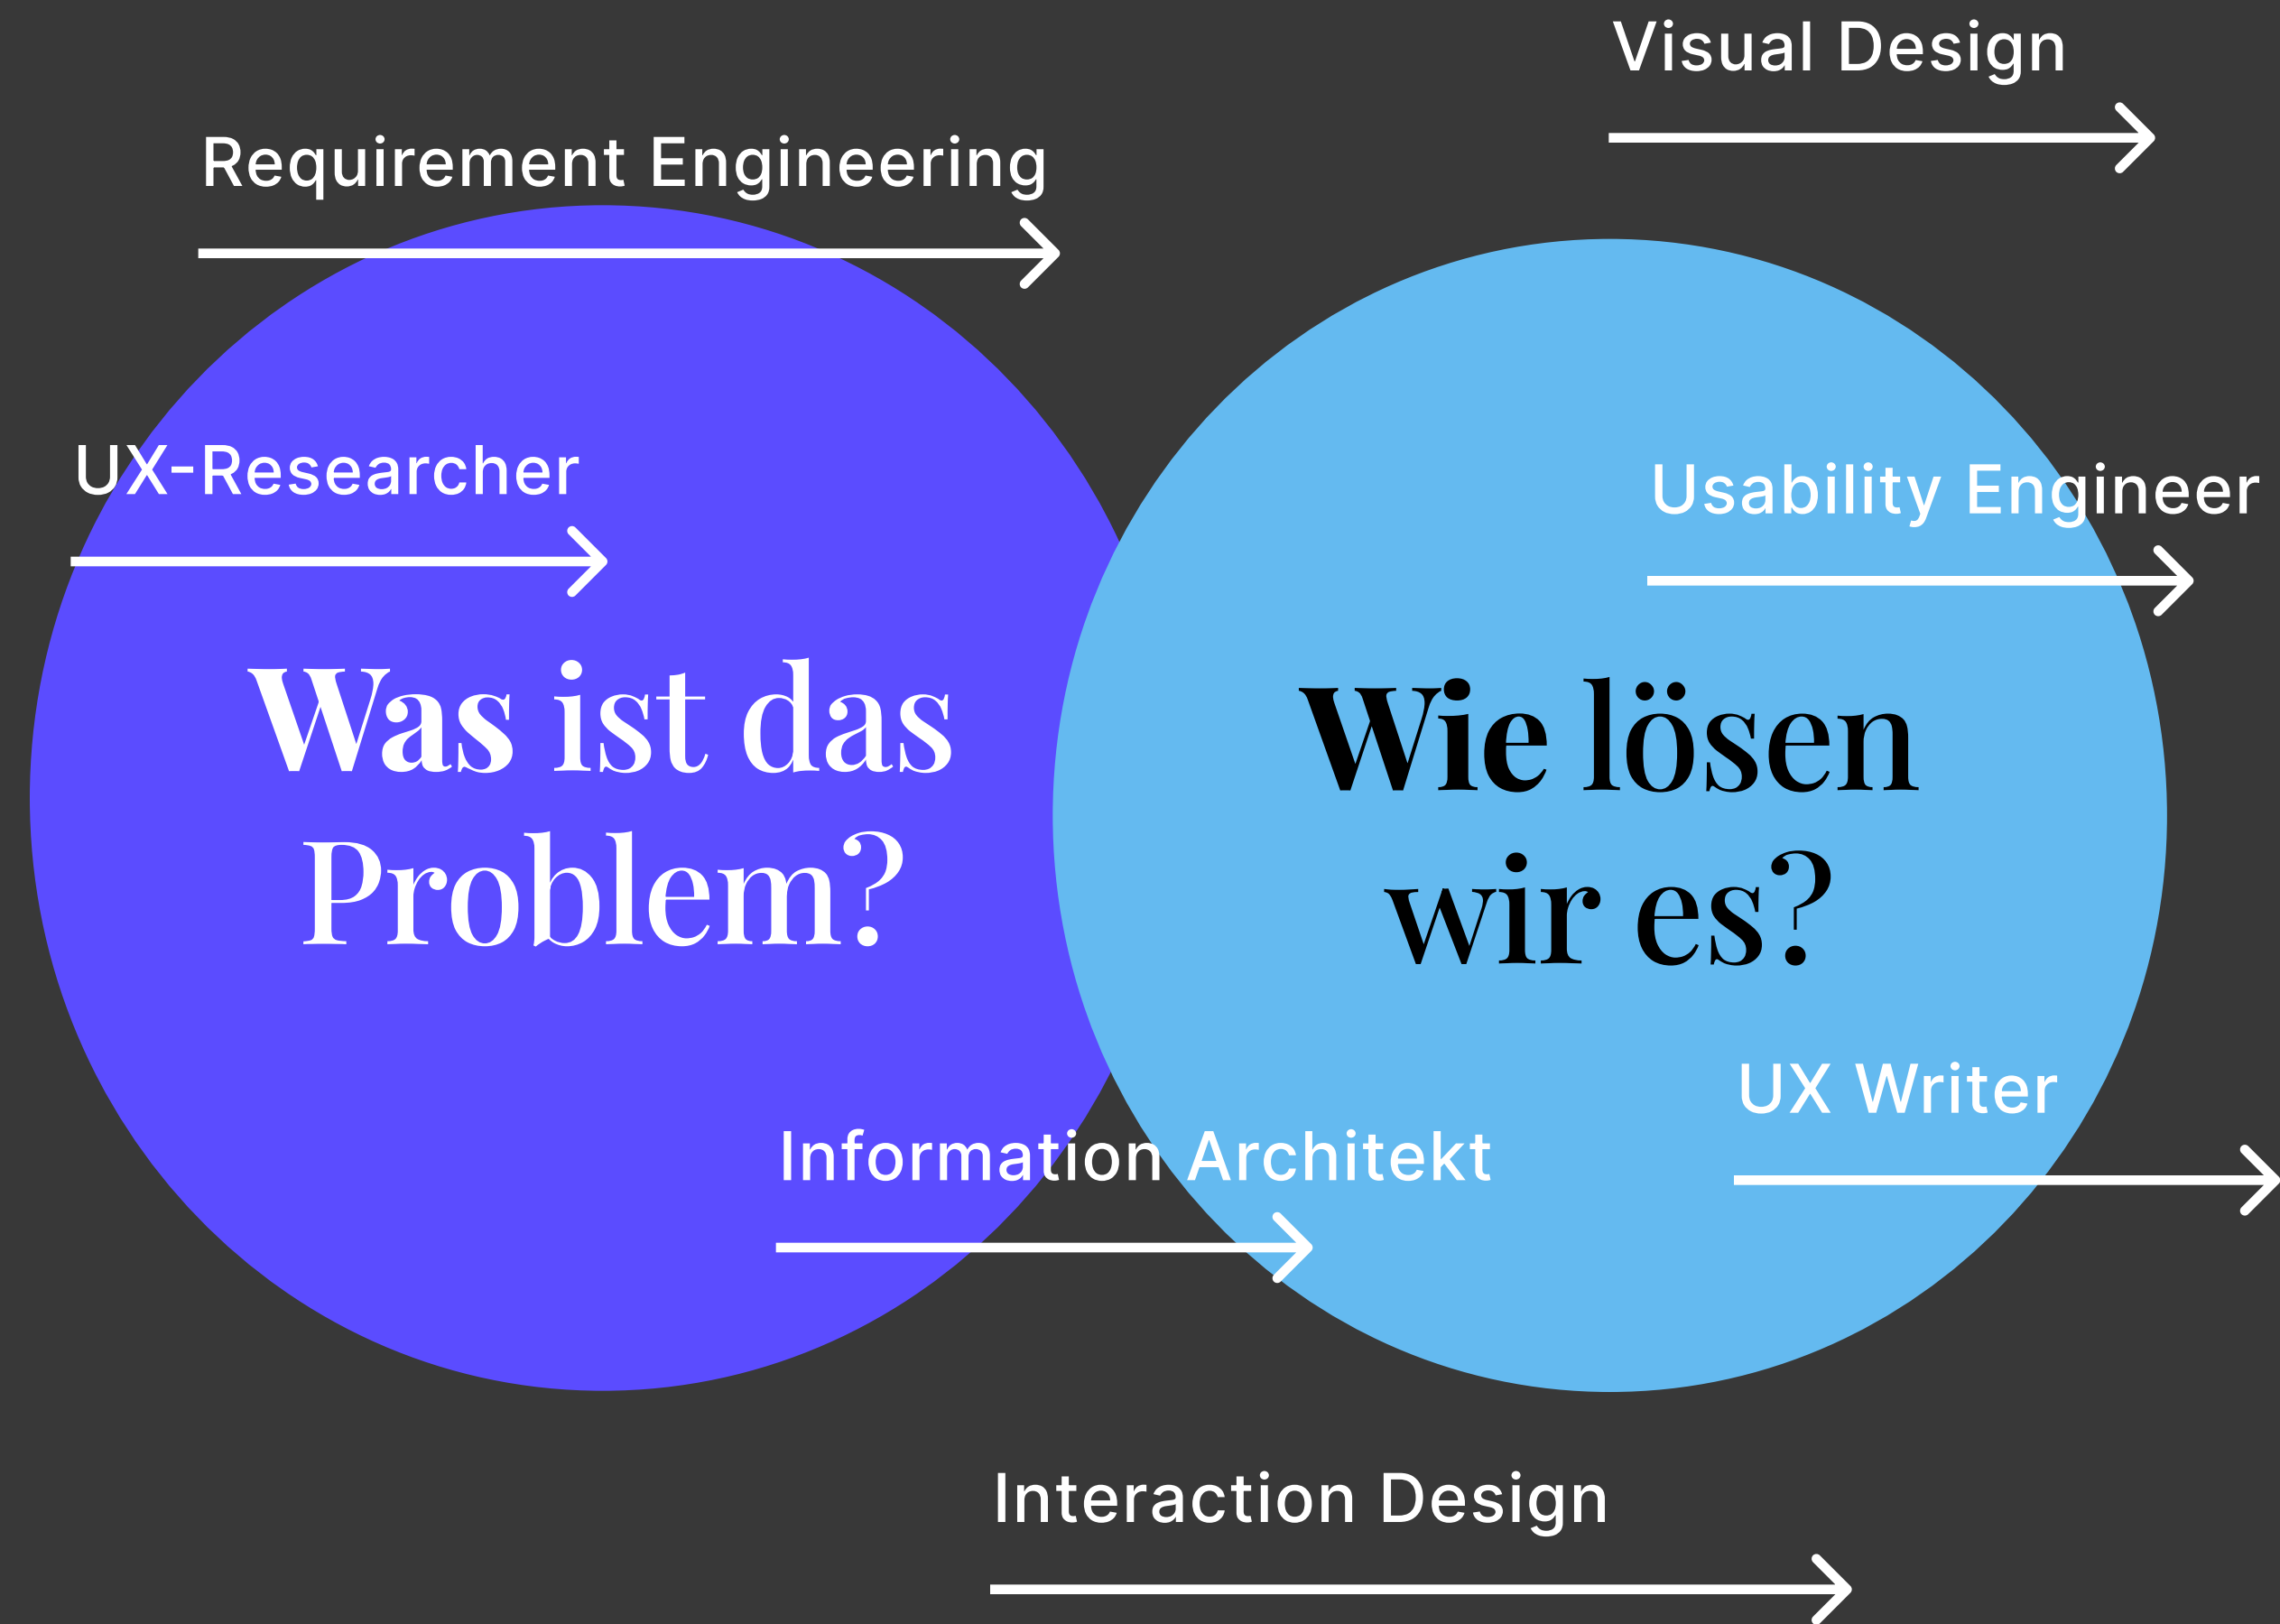 Visual Design
Requirement Engineering
UX-Researcher
Usability Engineer
Was ist das
Problem?
Wie lösen
wir es?
UX Writer
Information Architekt
Interaction Design